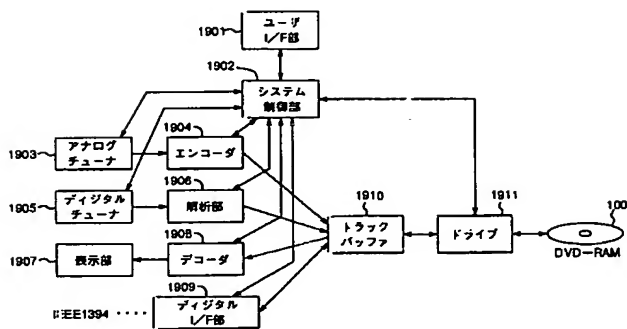 1901
ユーザ
I/F部
1902
システム
制御部
1903
アナログ
チューナ
1904
エンコーダ
1905
ディジタル
チューナ
1906
解析部
1910
トラック
バッファ
1911
ドライブ
100
DVD-RAM
1907
表示部
1908
デコーダ
1909
ディジタル
I/F部
IEEE1394 ‥‥‥